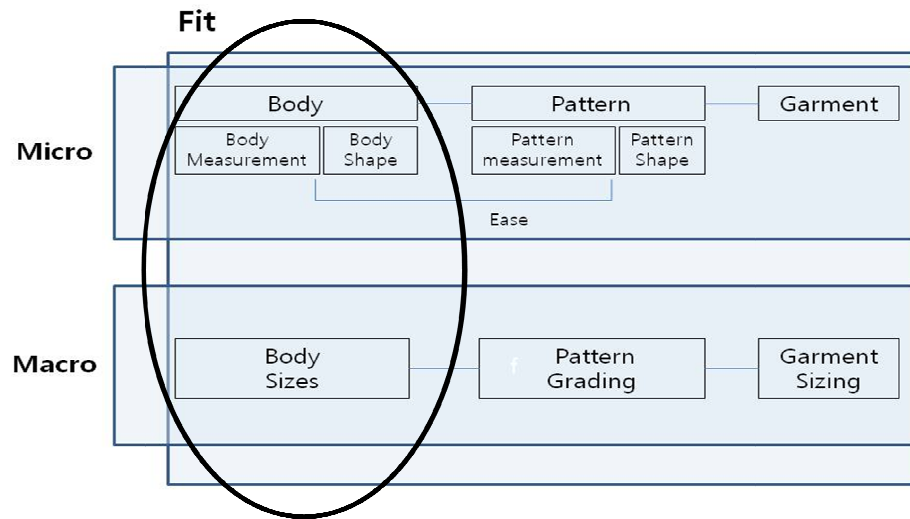 Fit
Micro
Body
Pattern
Garment
Body
Measurement
Body
Shape
Pattern
measurement
Pattern
Shape
Ease
Macro
Body
Sizes
f
Pattern
Grading
Garment
Sizing